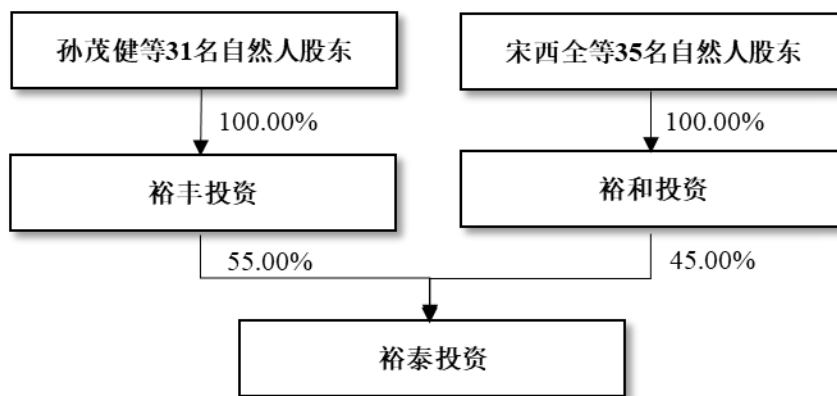 孙茂健等31名自然人股东
宋西全等35名自然人股东
100.00%
100.00%
裕丰投资
裕和投资
55.00%
45.00%
裕泰投资